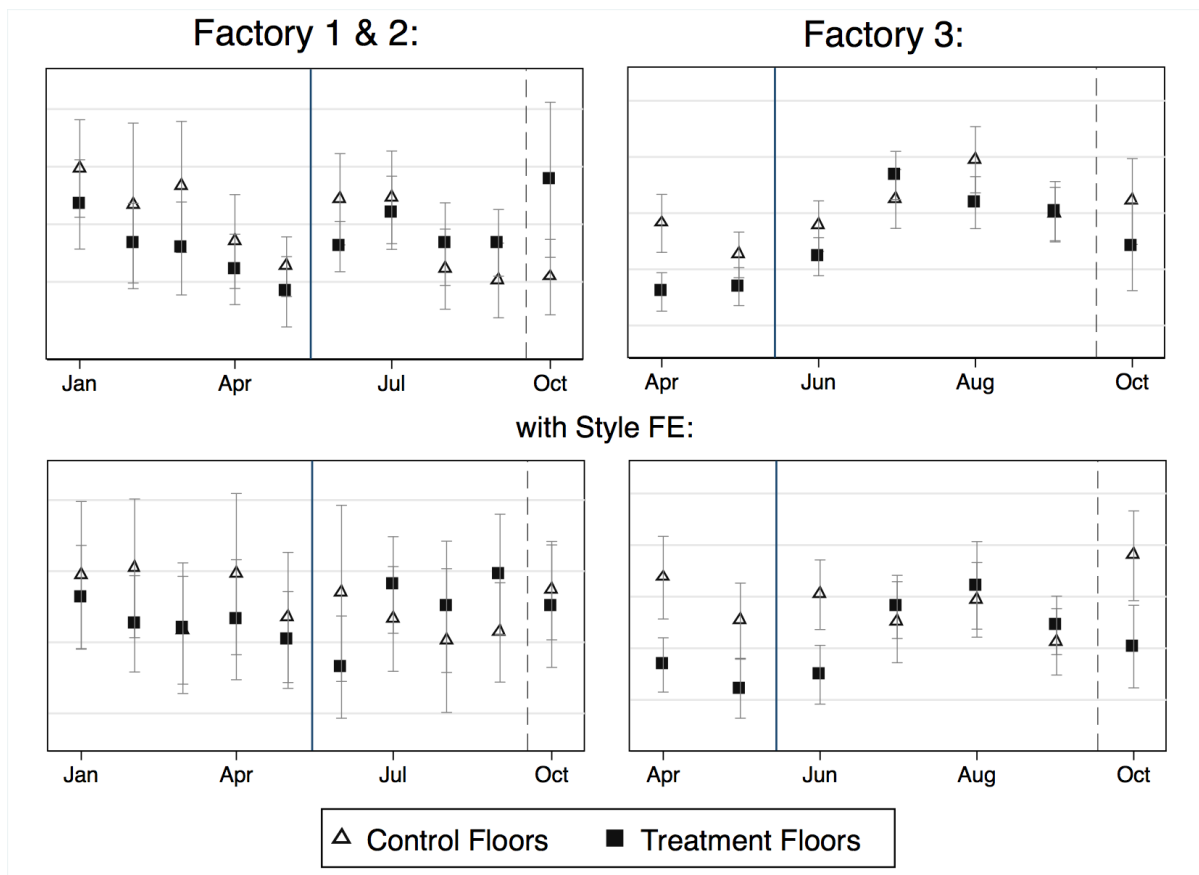 Factory 1 & 2:
Factory 3:
Jan Apr Jul Oct
Apr Jun Aug Oct
with Style FE:
Jan Apr Jul Oct
Apr Jun Aug Oct
Control Floors Treatment Floors